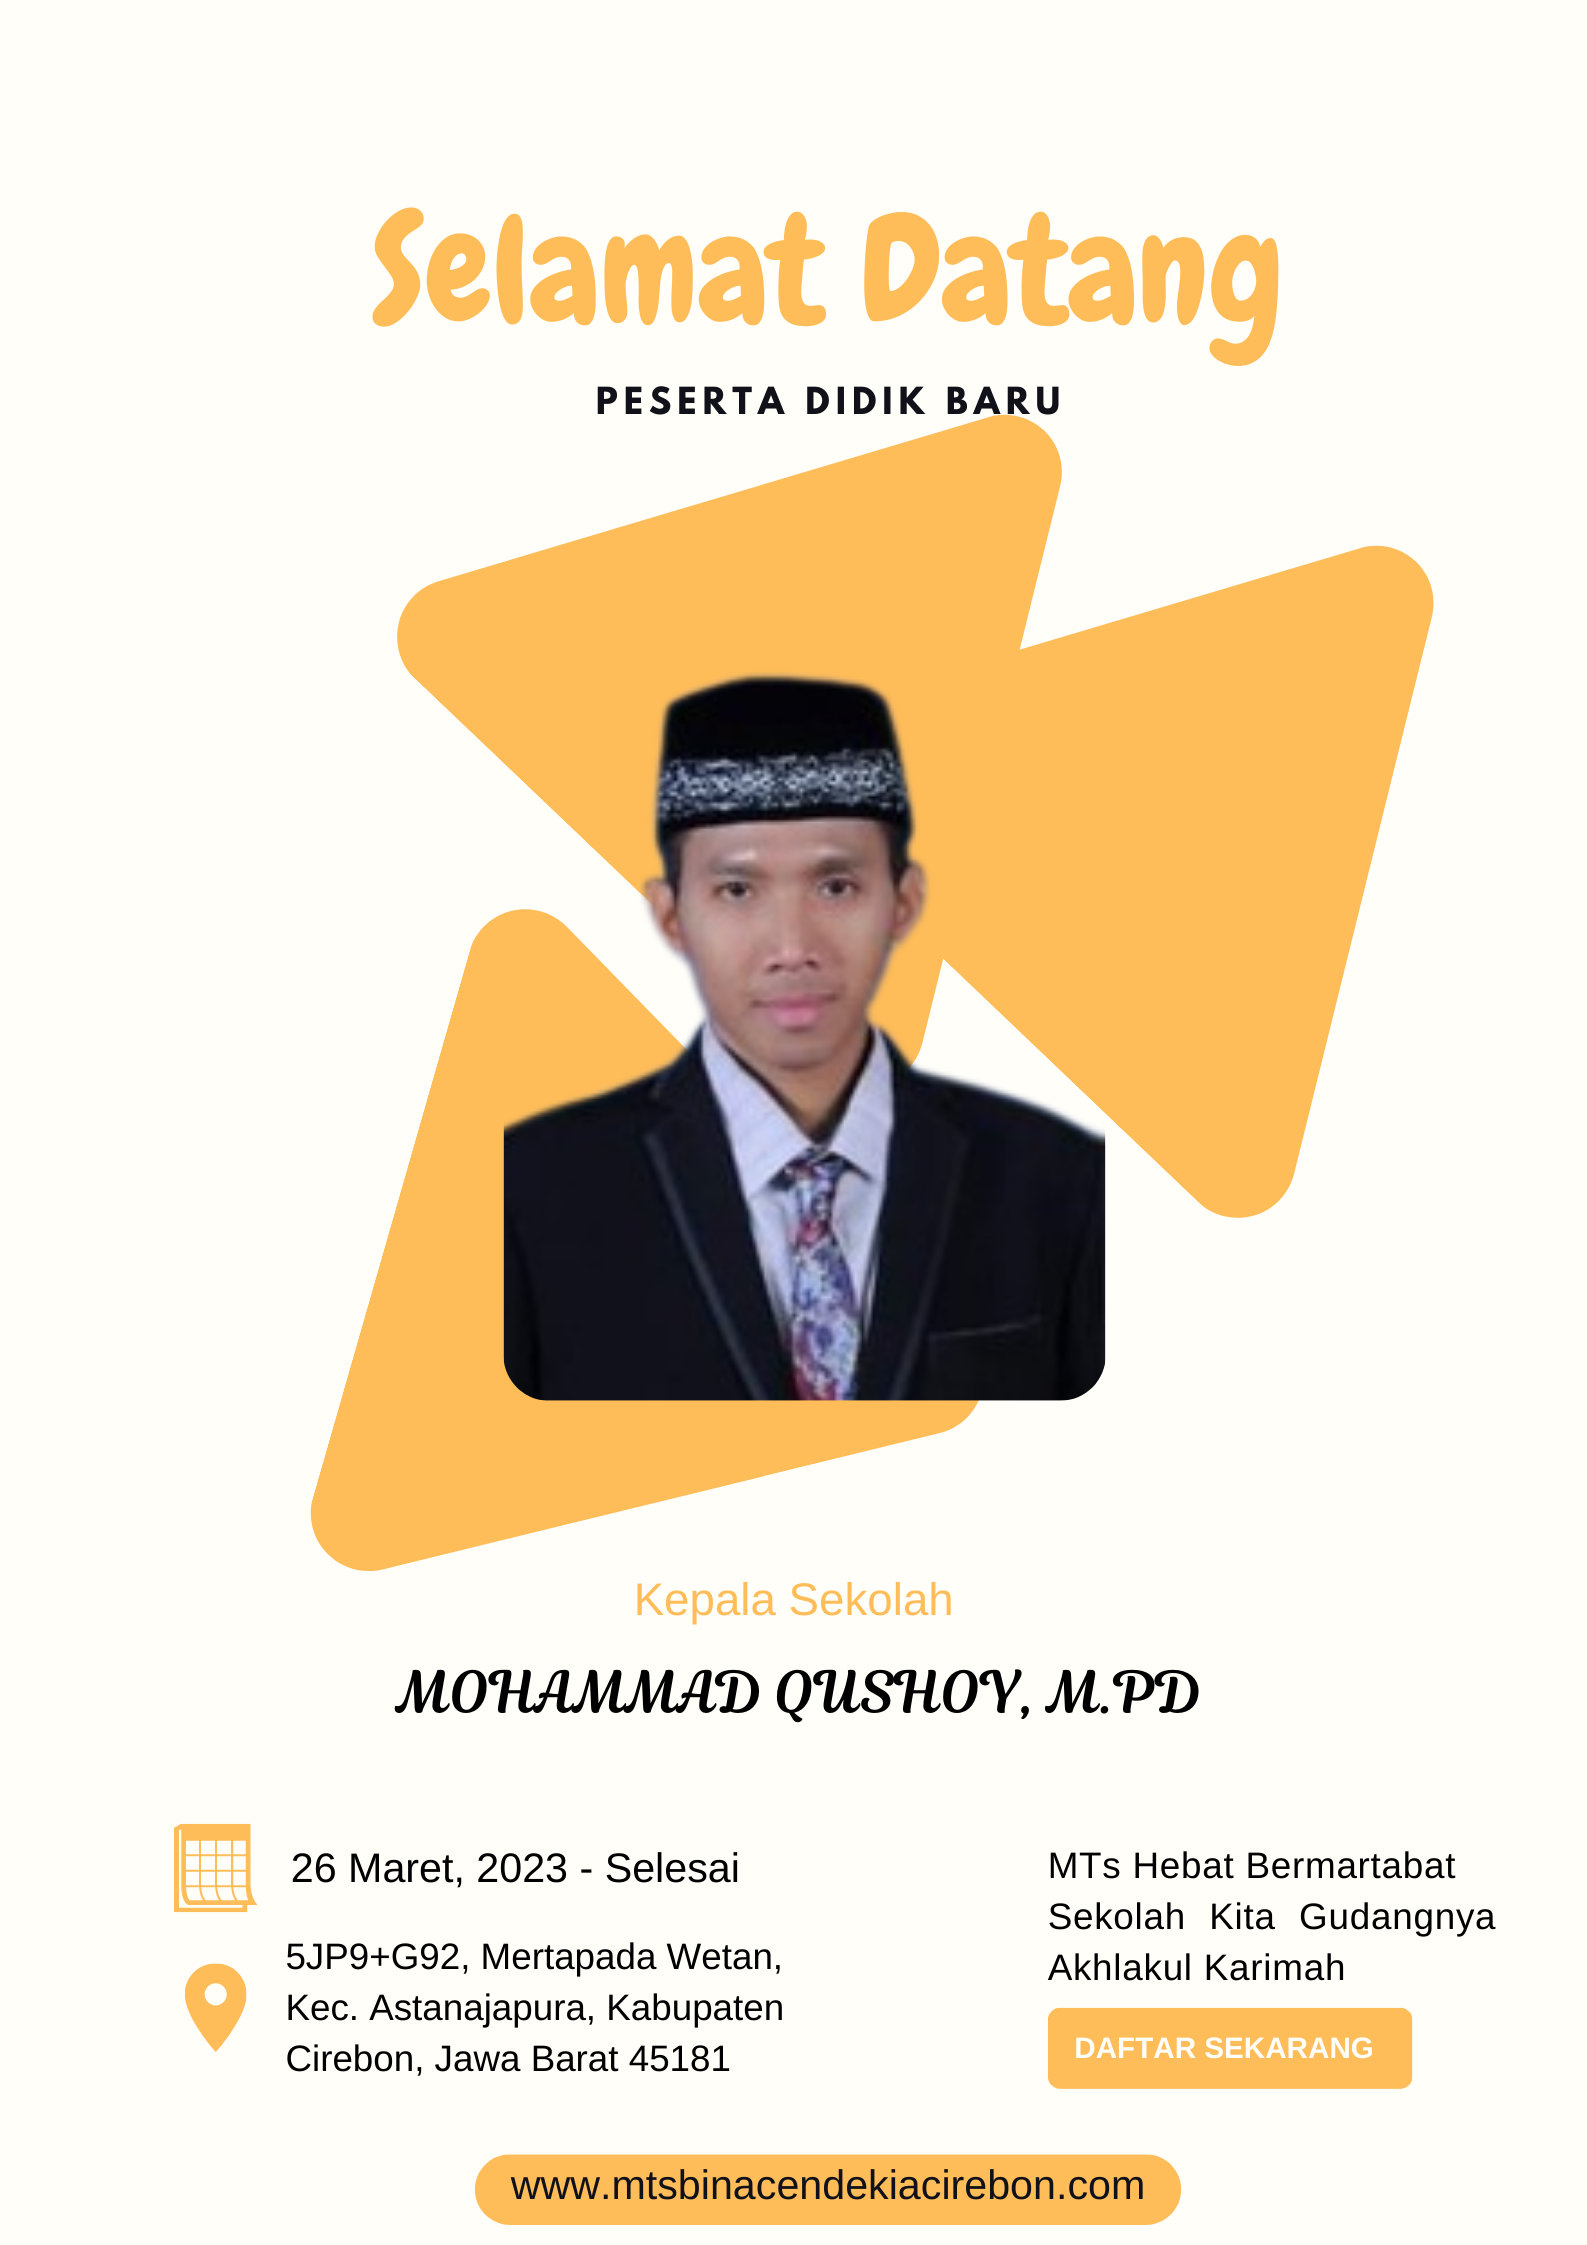 Selamat Datang
PESERTA DIDIK BARU
Kepala Sekolah
MOHAMMAD QUSHOY, M.PD
26 Maret, 2023 - Selesai
5JP9+G92, Mertapada Wetan,
Kec. Astanajapura, Kabupaten
Cirebon, Jawa Barat 45181
MTs Hebat Bermartabat
Sekolah Kita Gudangnya
Akhlakul Karimah
DAFTAR SEKARANG
www.mtsbinacendekiacirebon.com